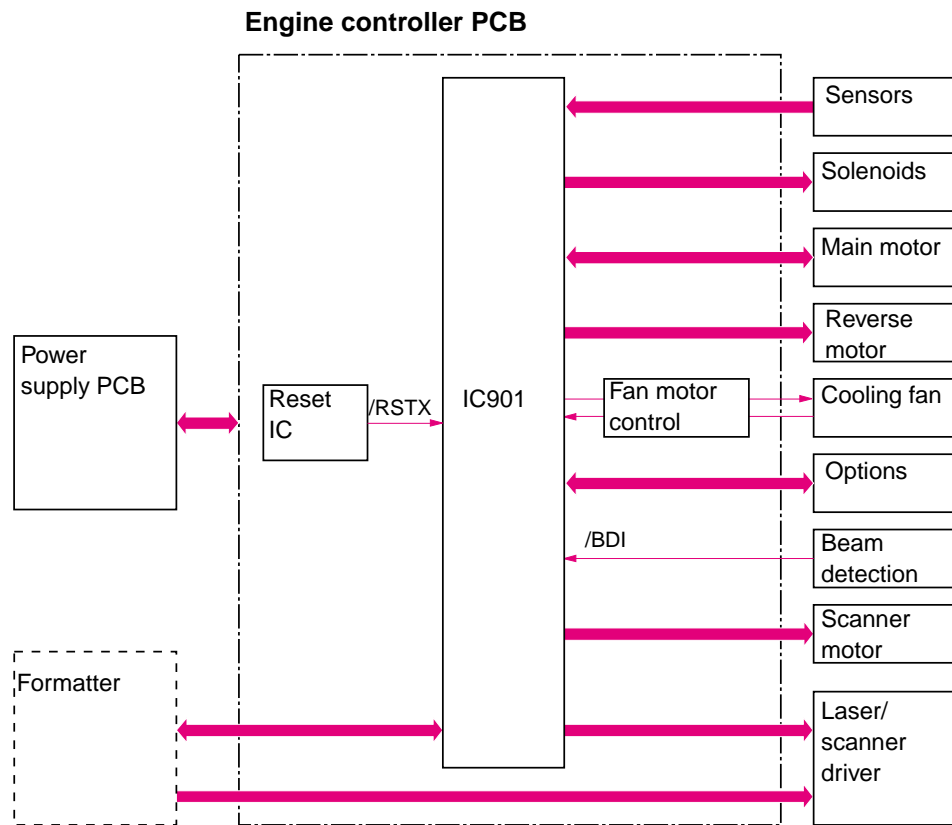 Engine controller PCB
Sensors
Solenoids
Main motor
Reverse
motor
Power
supply PCB
Reset
IC
/RSTX
IC901
Fan motor
control
Cooling fan
Options
/BDI
Beam
detection
Scanner
motor
Formatter
Laser/
scanner
driver